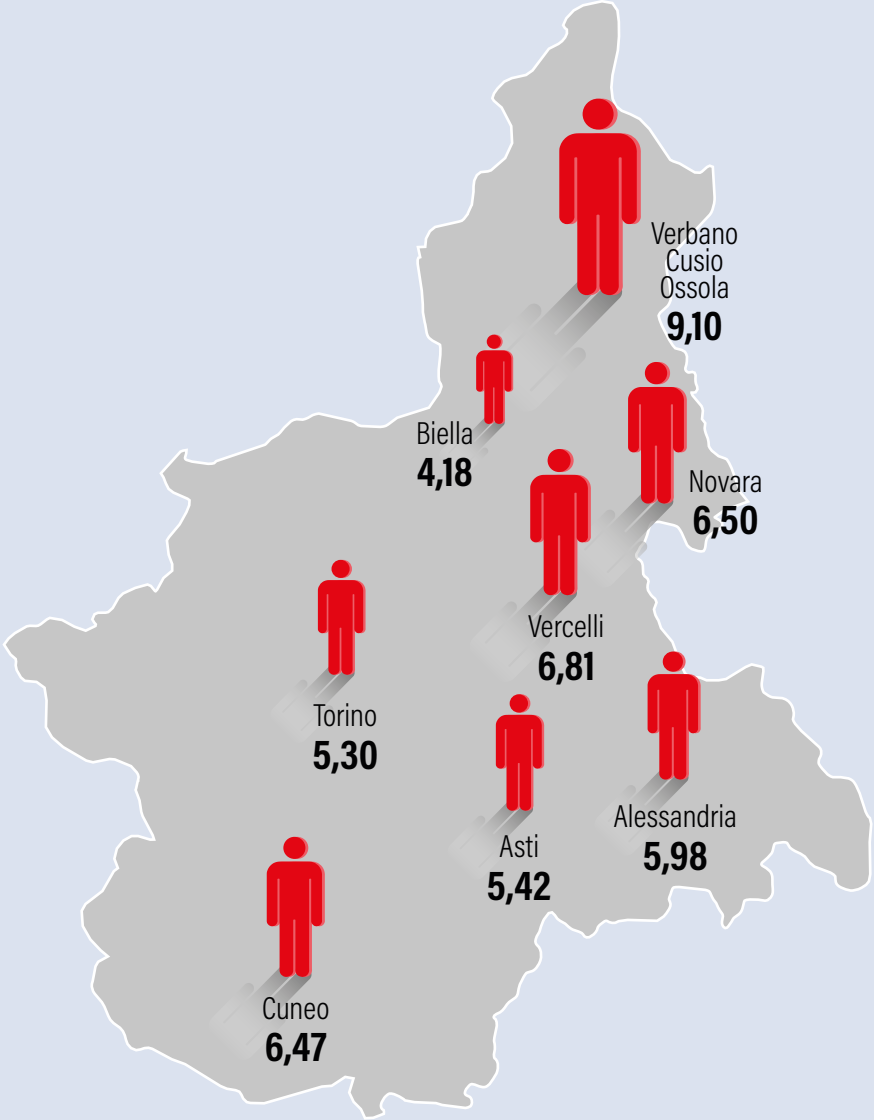 Verbano
Cusio
Ossola
9,10
Biella
4,18
Novara
6,50
Vercelli
6,81
Torino
5,30
Alessandria
5,98
Asti
5,42
Cuneo
6,47